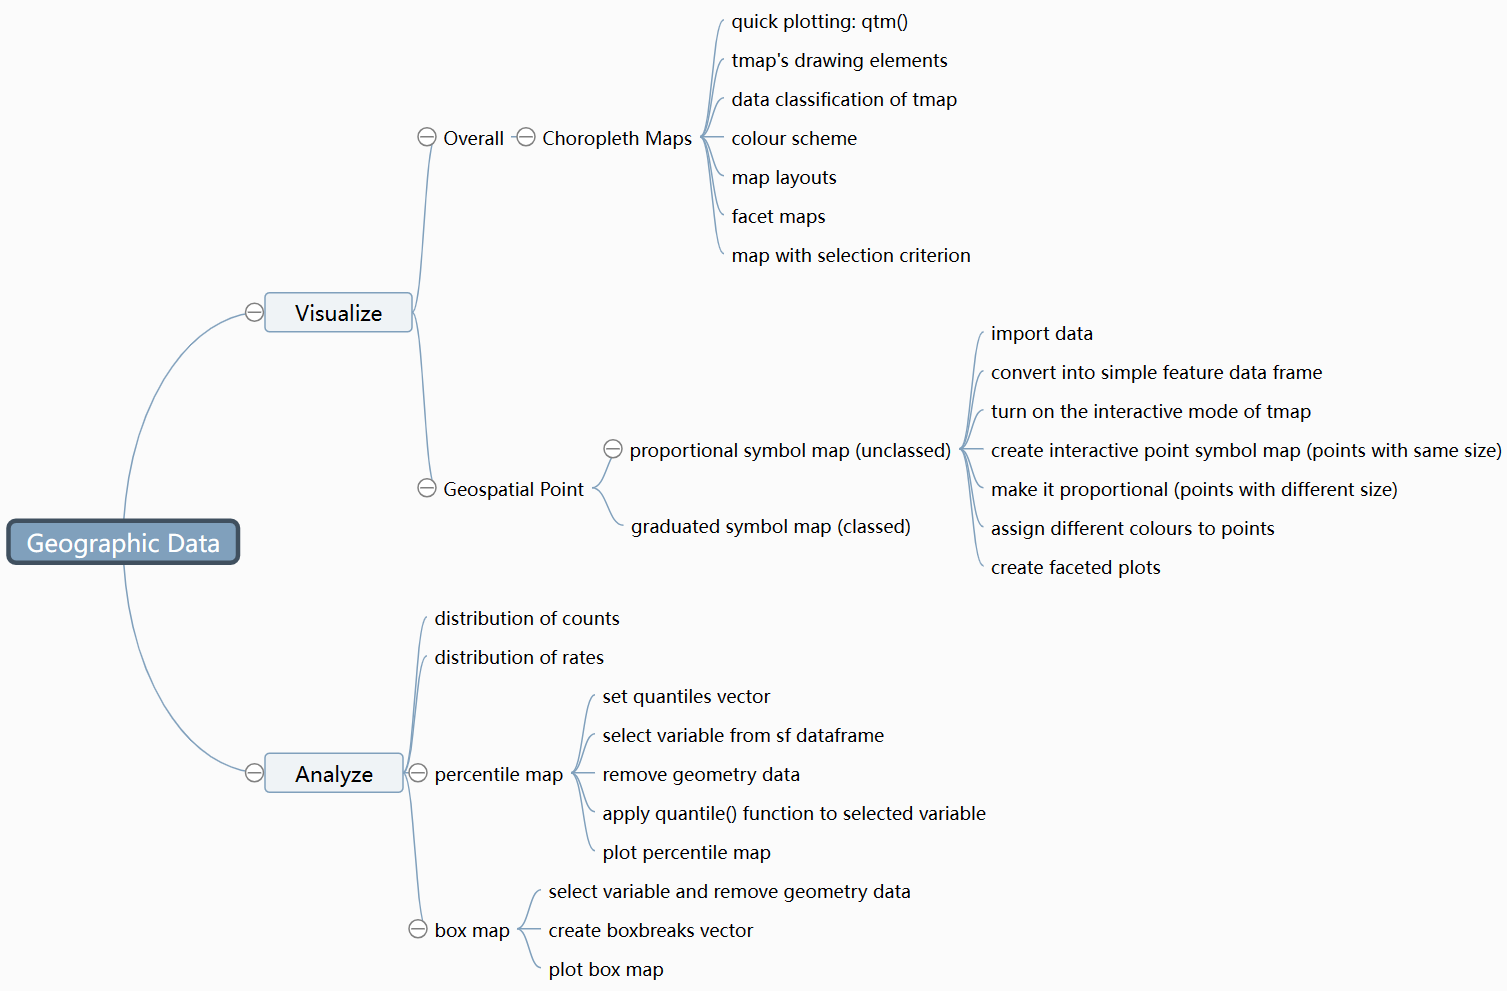 Geographic Data
Visualize
Overall
Choropleth Maps
quick plotting: qtm()
tmap's drawing elements
data classification of tmap
colour scheme
map layouts
facet maps
map with selection criterion
Geospatial Point
proportional symbol map (unclassed)
import data
convert into simple feature data frame
turn on the interactive mode of tmap
create interactive point symbol map (points with same size)
make it proportional (points with different size)
assign different colours to points
create faceted plots
graduated symbol map (classed)
Analyze
distribution of counts
distribution of rates
percentile map
set quantiles vector
select variable from sf dataframe
remove geometry data
apply quantile() function to selected variable
plot percentile map
box map
select variable and remove geometry data
create boxbreaks vector
plot box map